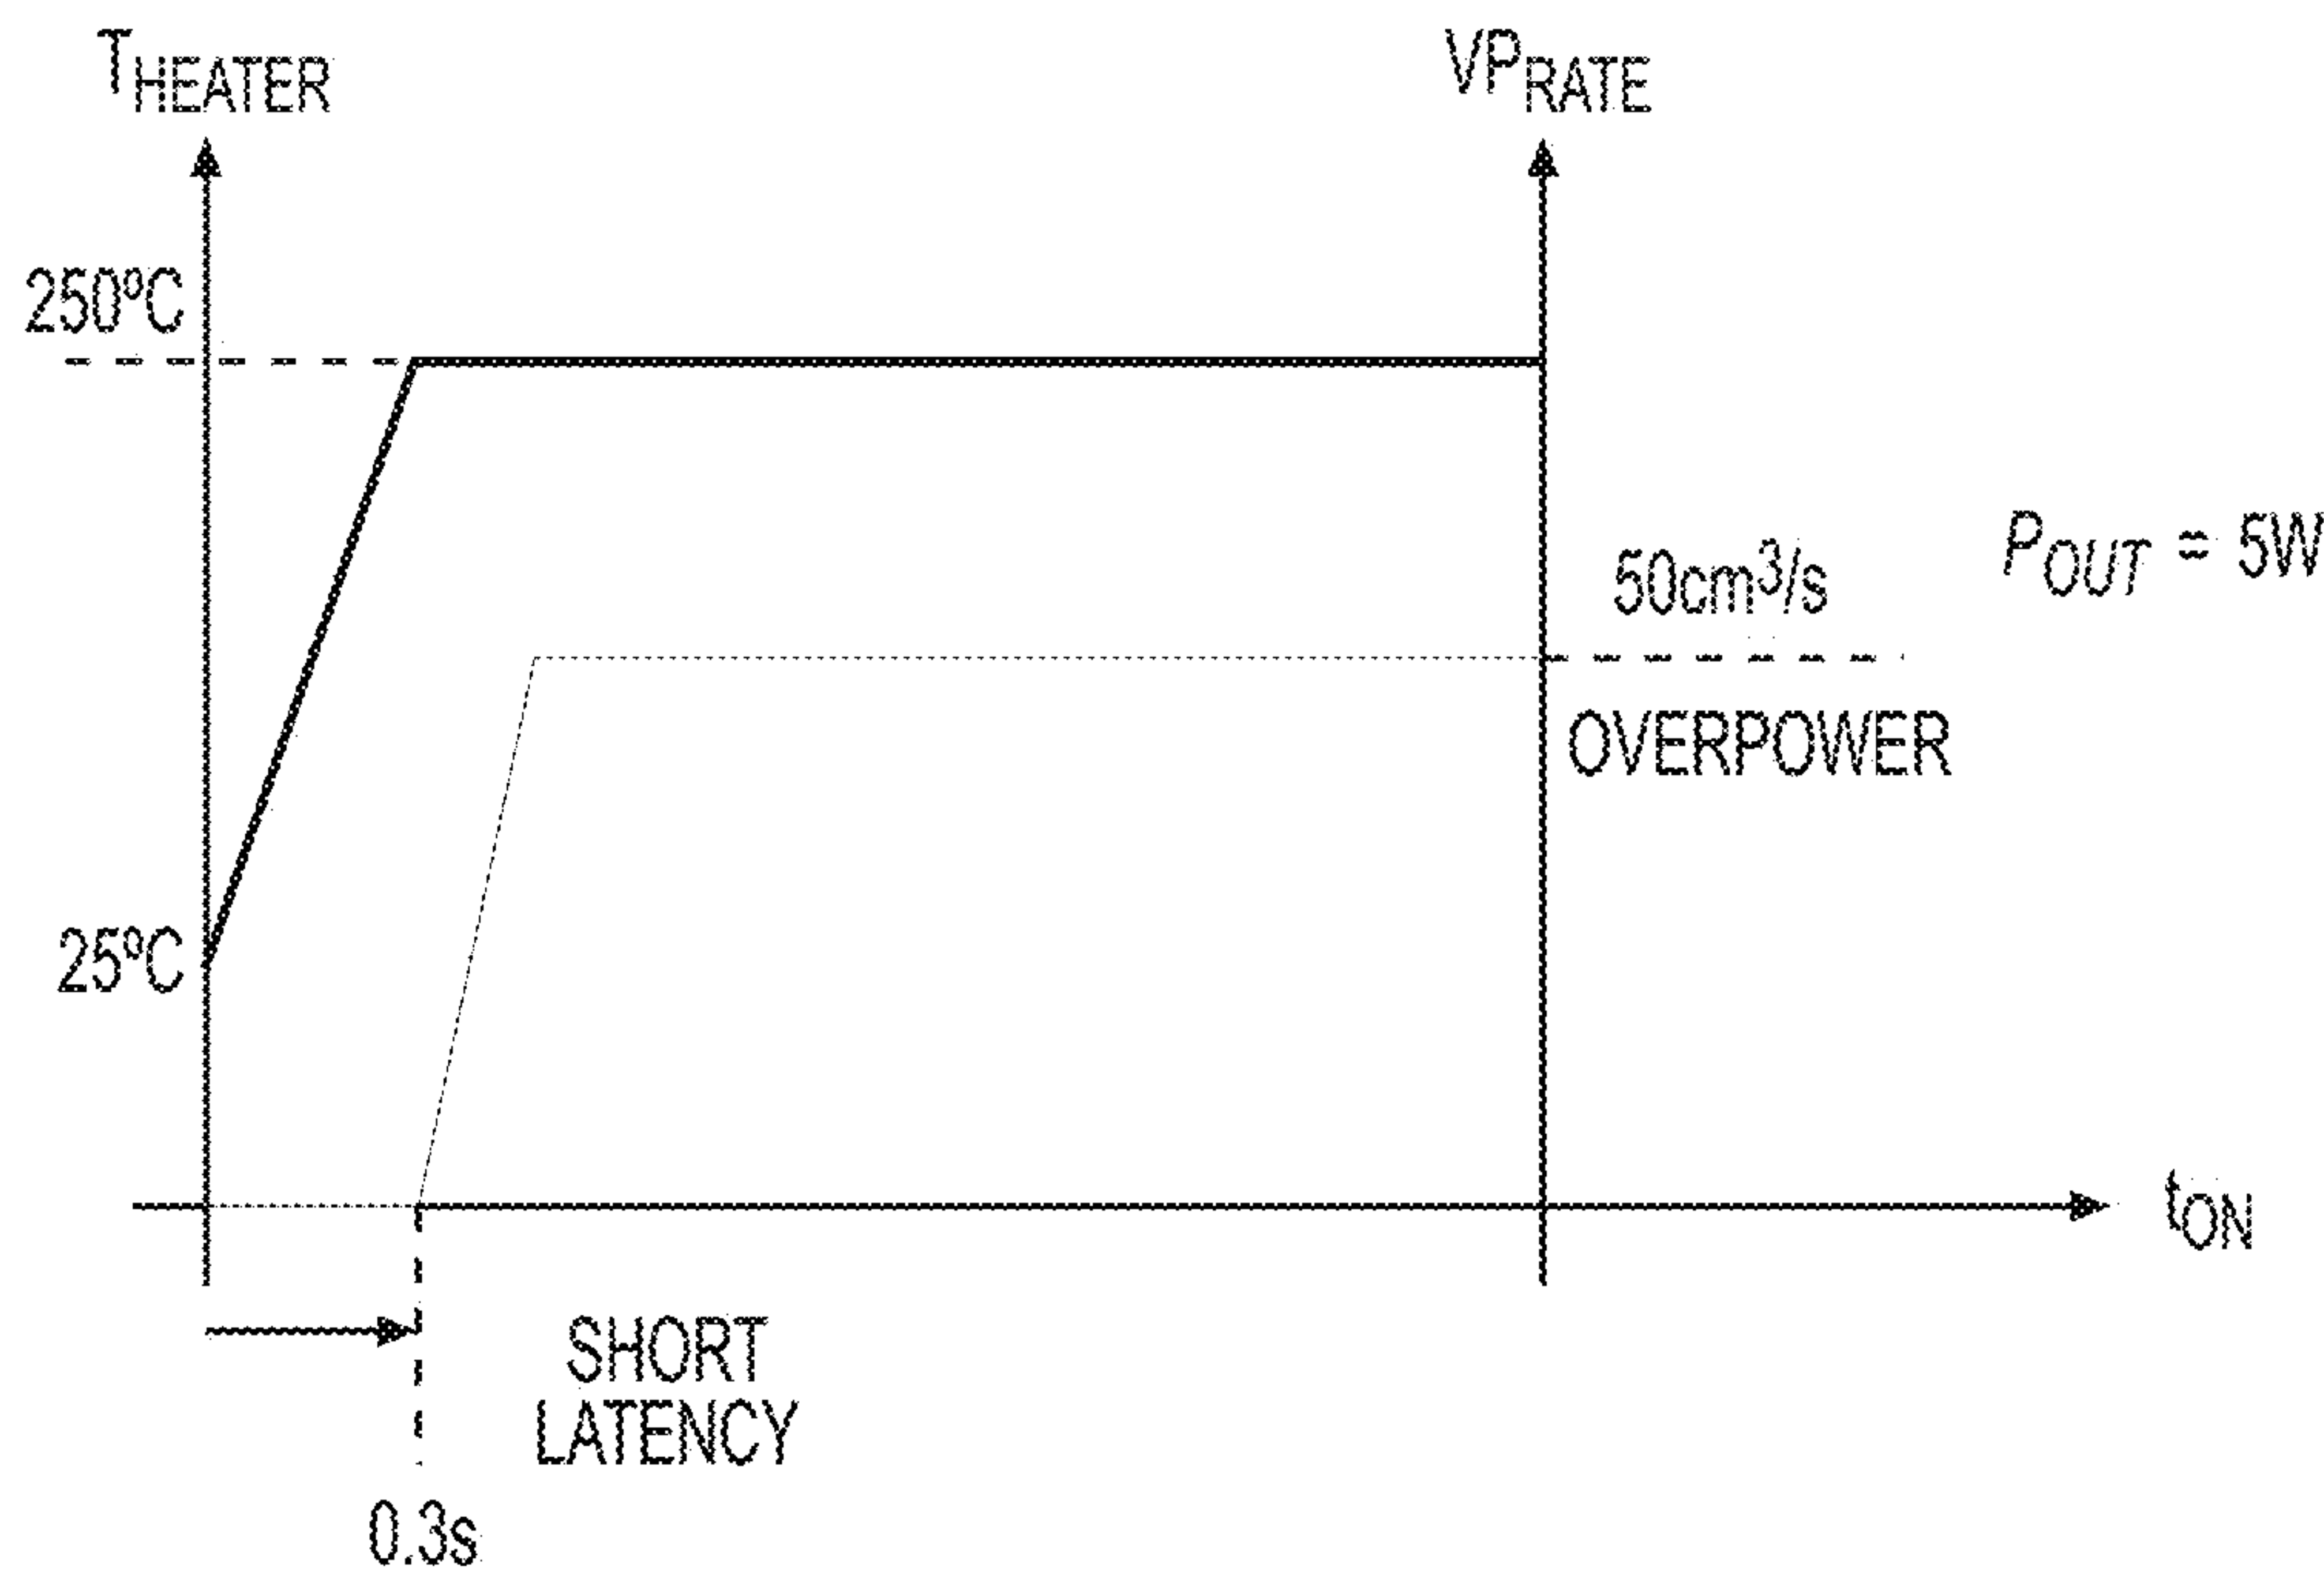 THEATER
VPRATE
250ºC
50cm³/s
POUT = 5W
OVERPOWER
25ºC
tON
SHORT
LATENCY
0.3s